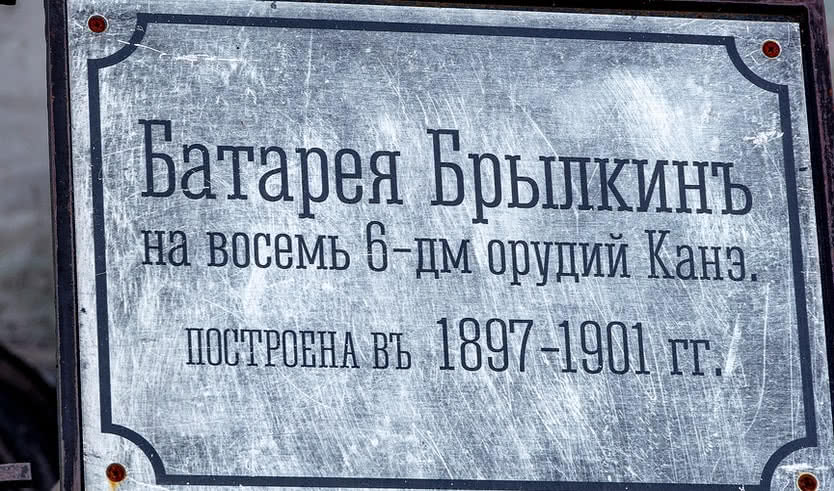 Батарея Брылкинъ
на восемь 6-дм орудий Канэ.
ПОСТРОЕНА ВЪ 1897-1901 гг.